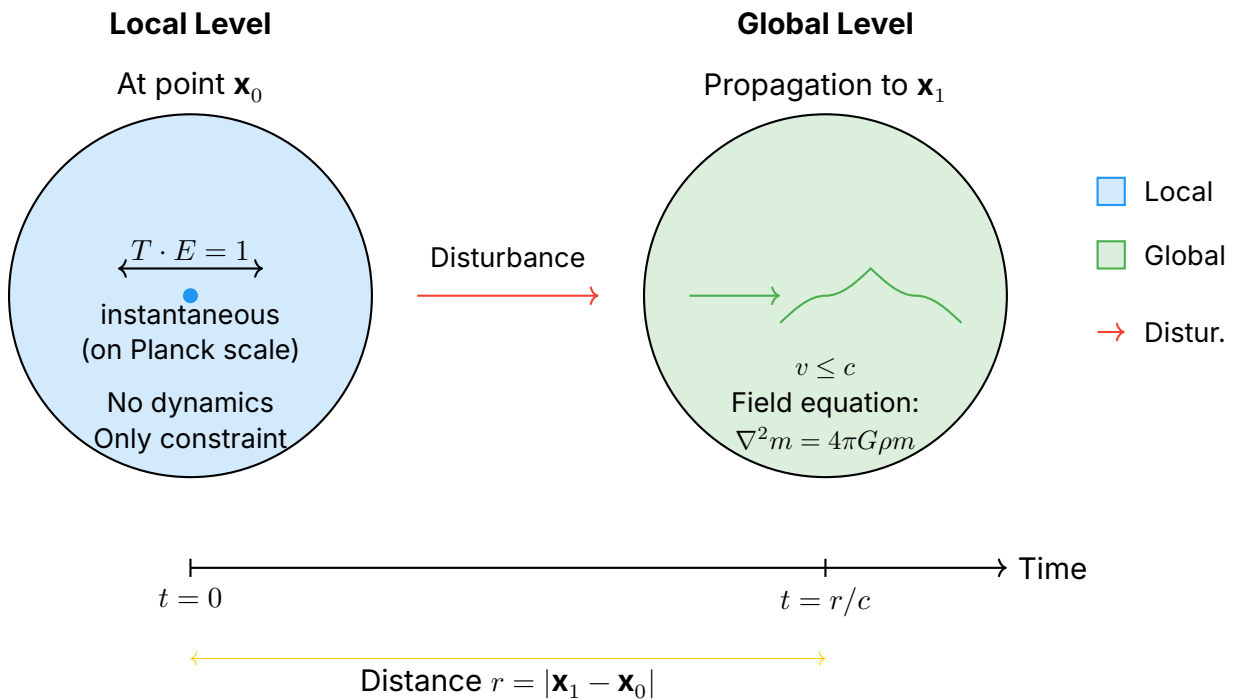 Local Level
At point x₀
T · E = 1
instantaneous
(on Planck scale)
No dynamics
Only constraint
Disturbance
Global Level
Propagation to x₁
v ≤ c
Field equation:
∇²m = 4πGρm
Local
Global
Distur.
t = 0
t = r/c
Time
Distance r = |x₁ − x₀|